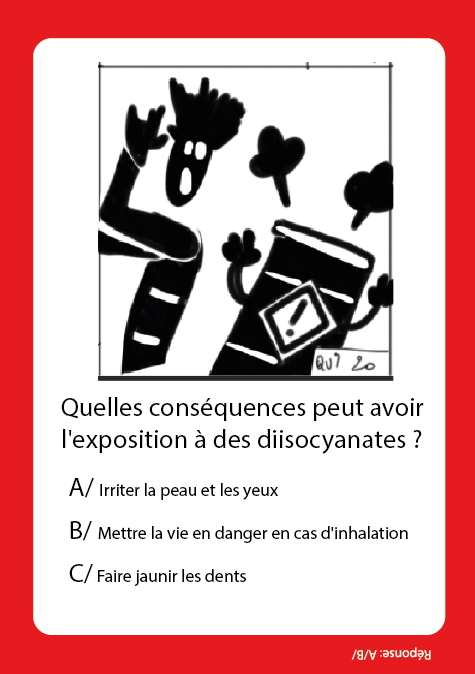 QUI 20
Quelles conséquences peut avoir
l'exposition à des diisocyanates ?
A/ Irriter la peau et les yeux
B/ Mettre la vie en danger en cas d'inhalation
C/ Faire jaunir les dents
Réponse: A/B/